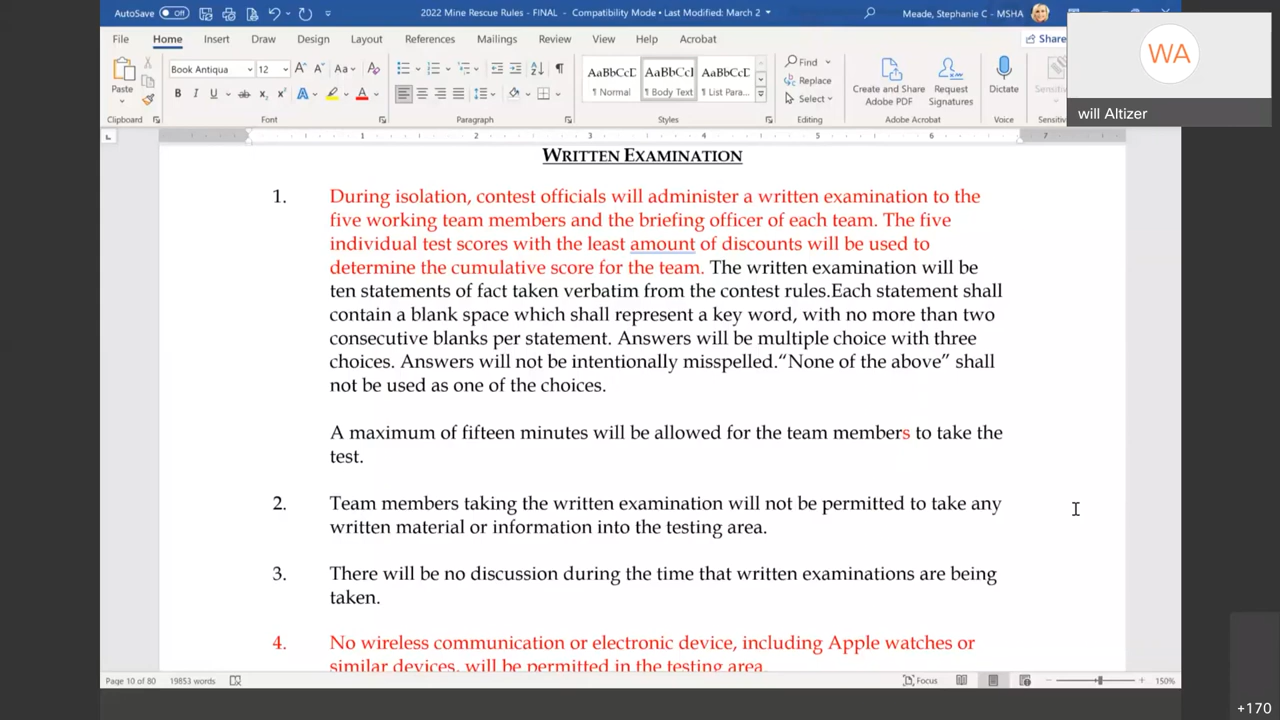 AutoSave Off 2022 Mine Rescue Rules - FINAL - Compatibility Mode • Last Modified: March 2 Meade, Stephanie C - MSHA
File Home Insert Draw Design Layout References Mailings Review View Help Acrobat Share
WA
will Altizer
Paste Book Antiqua 12 Aa
B I U ab x₂ x² A A
AaBbCcD AaBbCcI AaBbCcD
¶ Normal ¶ Body Text ¶ List Para...
Find
Replace
Select
Create and Share Adobe PDF
Request Signatures
Dictate
Clipboard Font Paragraph Styles Editing Adobe Acrobat Voice
1 2 3 4 5 6 7
WRITTEN EXAMINATION
1. During isolation, contest officials will administer a written examination to the
five working team members and the briefing officer of each team. The five
individual test scores with the least amount of discounts will be used to
determine the cumulative score for the team. The written examination will be
ten statements of fact taken verbatim from the contest rules.Each statement shall
contain a blank space which shall represent a key word, with no more than two
consecutive blanks per statement. Answers will be multiple choice with three
choices. Answers will not be intentionally misspelled.“None of the above” shall
not be used as one of the choices.
A maximum of fifteen minutes will be allowed for the team members to take the
test.
2. Team members taking the written examination will not be permitted to take any
written material or information into the testing area.
3. There will be no discussion during the time that written examinations are being
taken.
4. No wireless communication or electronic device, including Apple watches or
similar devices, will be permitted in the testing area.
Page 10 of 80 19853 words Focus 150%
+170